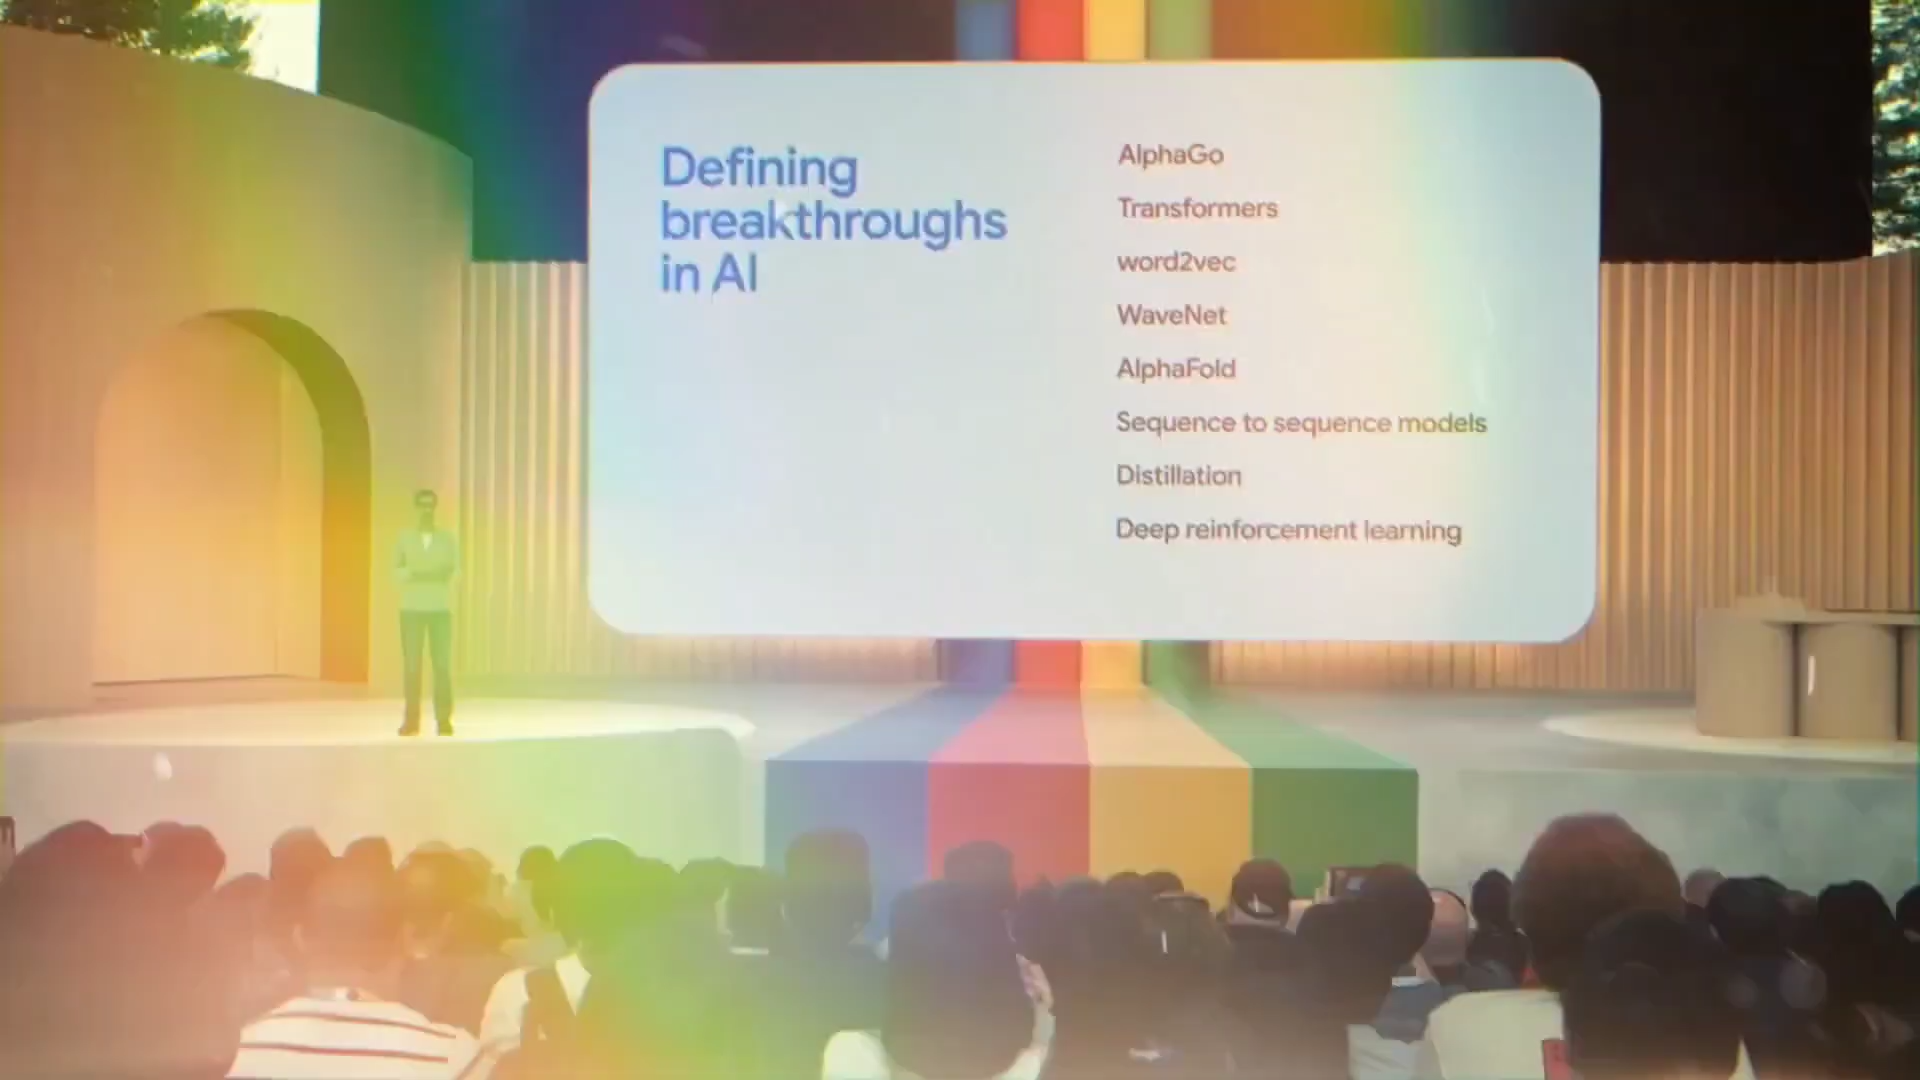 Defining
breakthroughs
in AI
AlphaGo
Transformers
word2vec
WaveNet
AlphaFold
Sequence to sequence models
Distillation
Deep reinforcement learning